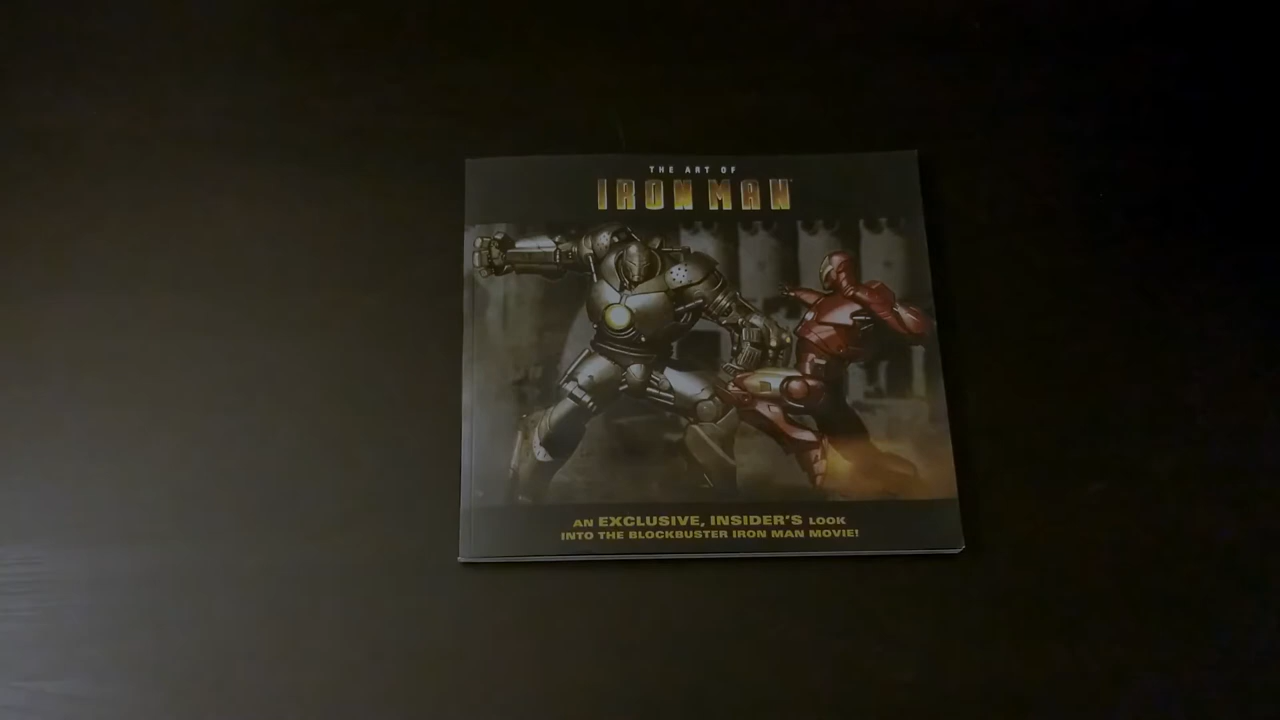 THE ART OF
IRON MAN
AN EXCLUSIVE, INSIDER'S LOOK
INTO THE BLOCKBUSTER IRON MAN MOVIE!